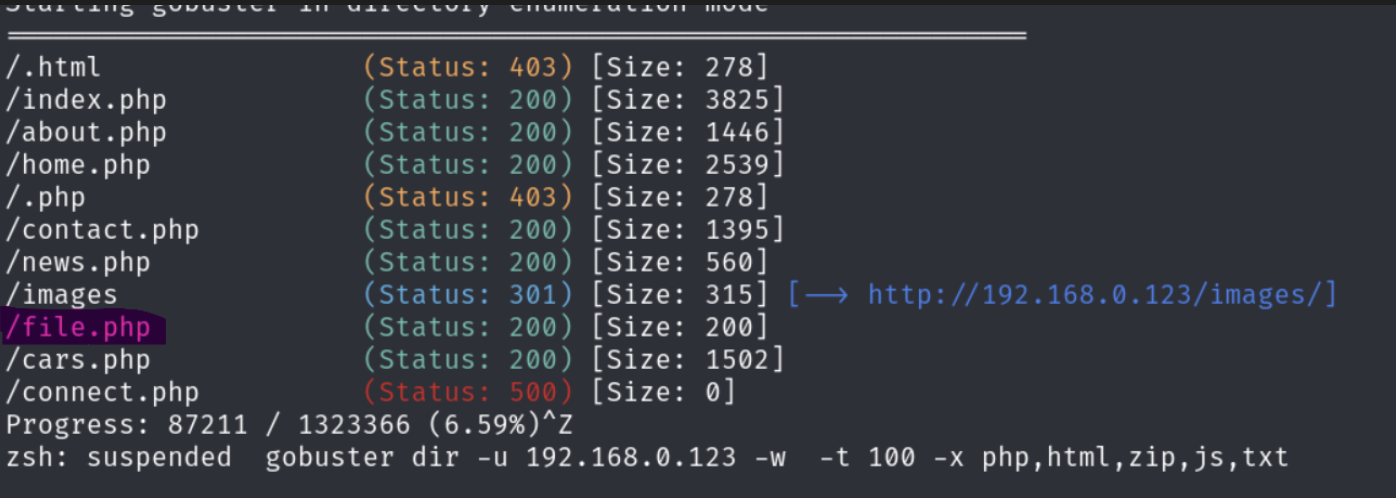 Starting gobuster in directory enumeration mode
/.html (Status: 403) [Size: 278]
/index.php (Status: 200) [Size: 3825]
/about.php (Status: 200) [Size: 1446]
/home.php (Status: 200) [Size: 2539]
/.php (Status: 403) [Size: 278]
/contact.php (Status: 200) [Size: 1395]
/news.php (Status: 200) [Size: 560]
/images (Status: 301) [Size: 315] [--> http://192.168.0.123/images/]
/file.php (Status: 200) [Size: 200]
/cars.php (Status: 200) [Size: 1502]
/connect.php (Status: 500) [Size: 0]
Progress: 87211 / 1323366 (6.59%)^Z
zsh: suspended  gobuster dir -u 192.168.0.123 -w  -t 100 -x php,html,zip,js,txt